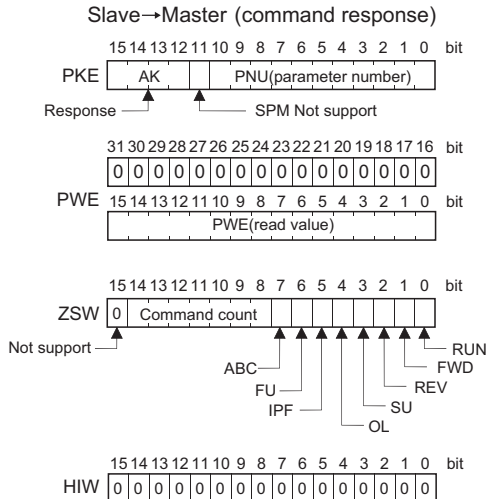 Slave→Master (command response)
15 14 13 12 11 10 9 8 7 6 5 4 3 2 1 0 bit
PKE AK PNU(parameter number)
Response SPM Not support
31 30 29 28 27 26 25 24 23 22 21 20 19 18 17 16 bit
0 0 0 0 0 0 0 0 0 0 0 0 0 0 0 0
PWE 15 14 13 12 11 10 9 8 7 6 5 4 3 2 1 0 bit
PWE(read value)
15 14 13 12 11 10 9 8 7 6 5 4 3 2 1 0 bit
ZSW 0 Command count
Not support RUN
ABC FWD
FU REV
IPF SU
OL
15 14 13 12 11 10 9 8 7 6 5 4 3 2 1 0 bit
HIW 0 0 0 0 0 0 0 0 0 0 0 0 0 0 0 0